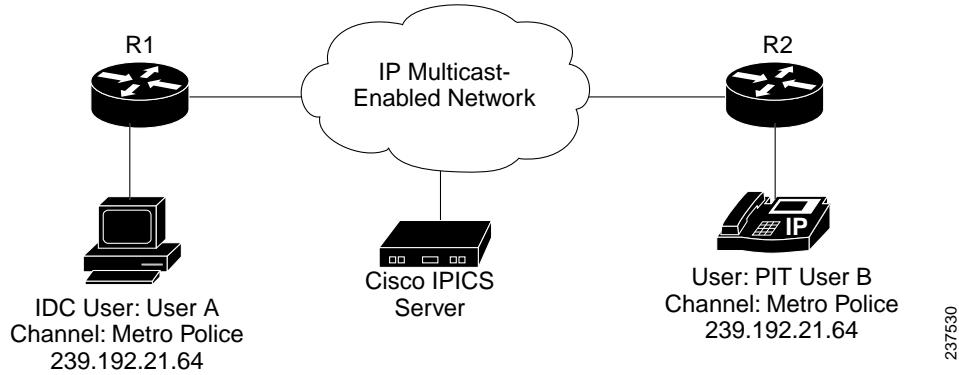 R1
IP Multicast-
Enabled Network
R2
IP
Cisco IPICS
Server
IDC User: User A
Channel: Metro Police
239.192.21.64
User: PIT User B
Channel: Metro Police
239.192.21.64
237530